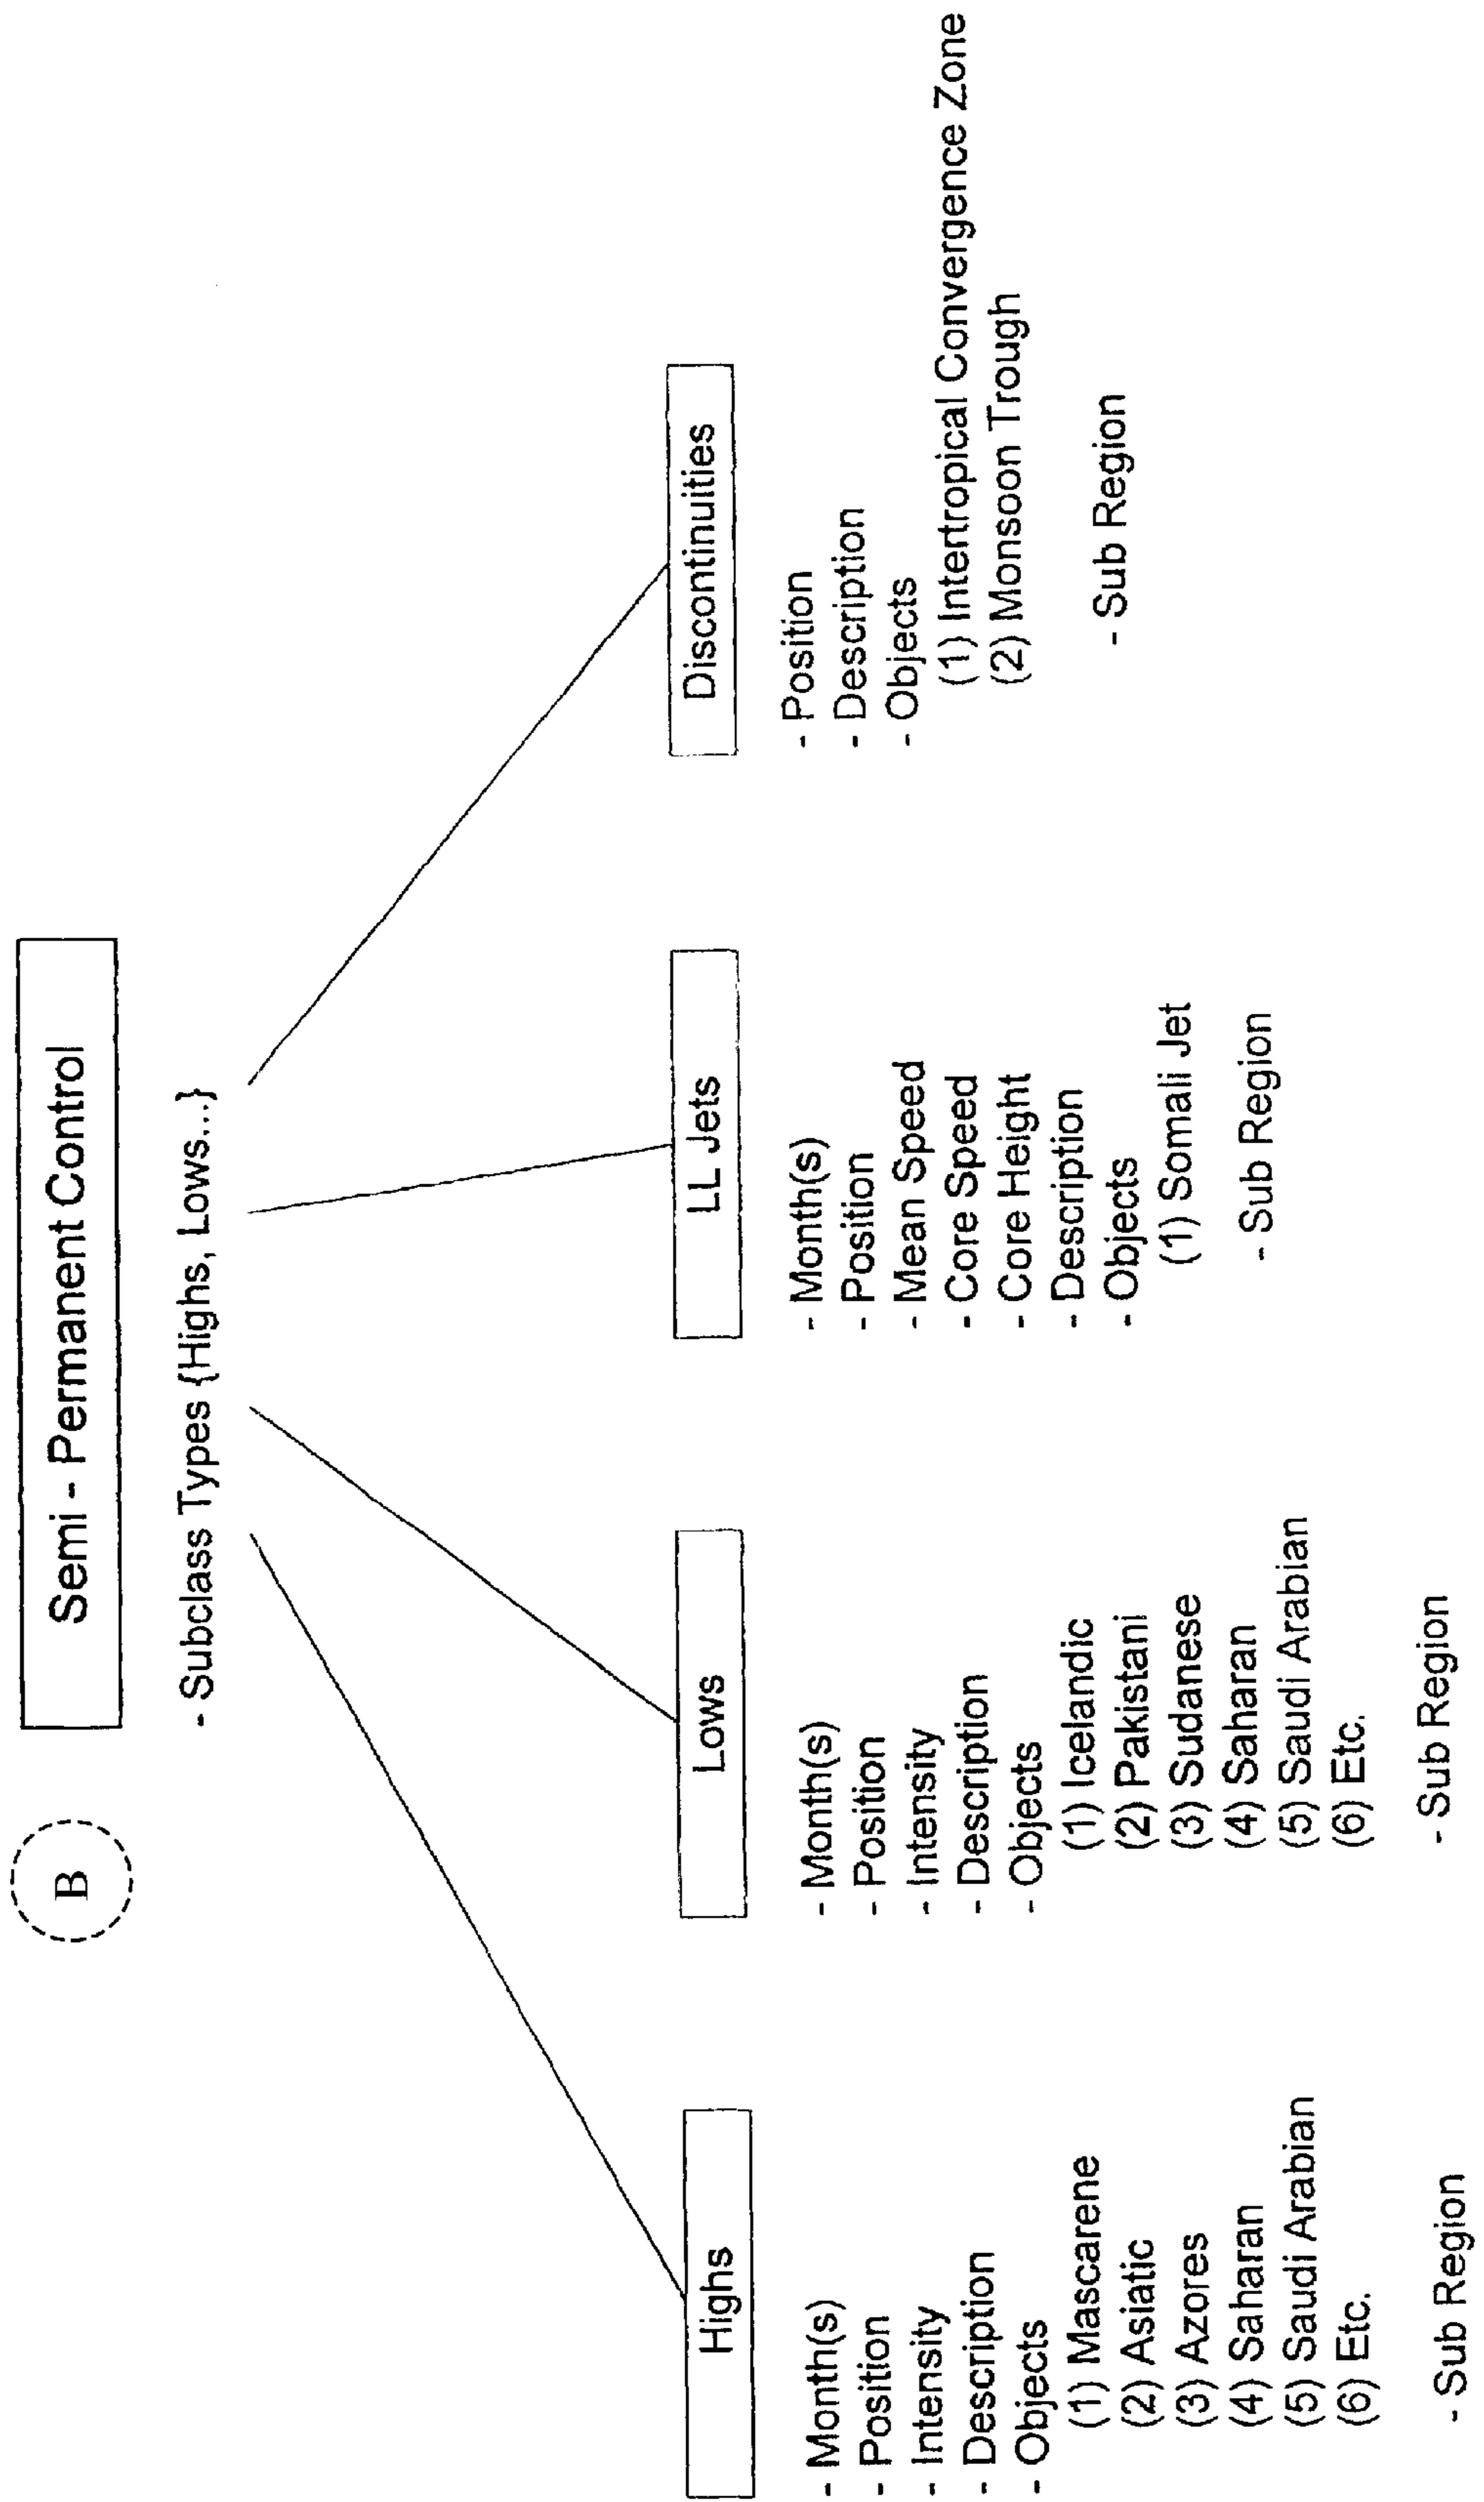 B
Semi - Permanent Control
- Subclass Types {Highs, Lows...}
Highs
- Month(s)
- Position
- Intensity
- Description
- Objects
(1) Mascarene
(2) Asiatic
(3) Azores
(4) Saharan
(5) Saudi Arabian
(6) Etc.
- Sub Region
Lows
- Month(s)
- Position
- Intensity
- Description
- Objects
(1) Icelandic
(2) Pakistani
(3) Sudanese
(4) Saharan
(5) Saudi Arabian
(6) Etc.
- Sub Region
LL Jets
- Month(s)
- Position
- Mean Speed
- Core Speed
- Core Height
- Description
- Objects
(1) Somali Jet
- Sub Region
Discontinuities
- Position
- Description
- Objects
(1) Intertropical Convergence Zone
(2) Monsoon Trough
- Sub Region